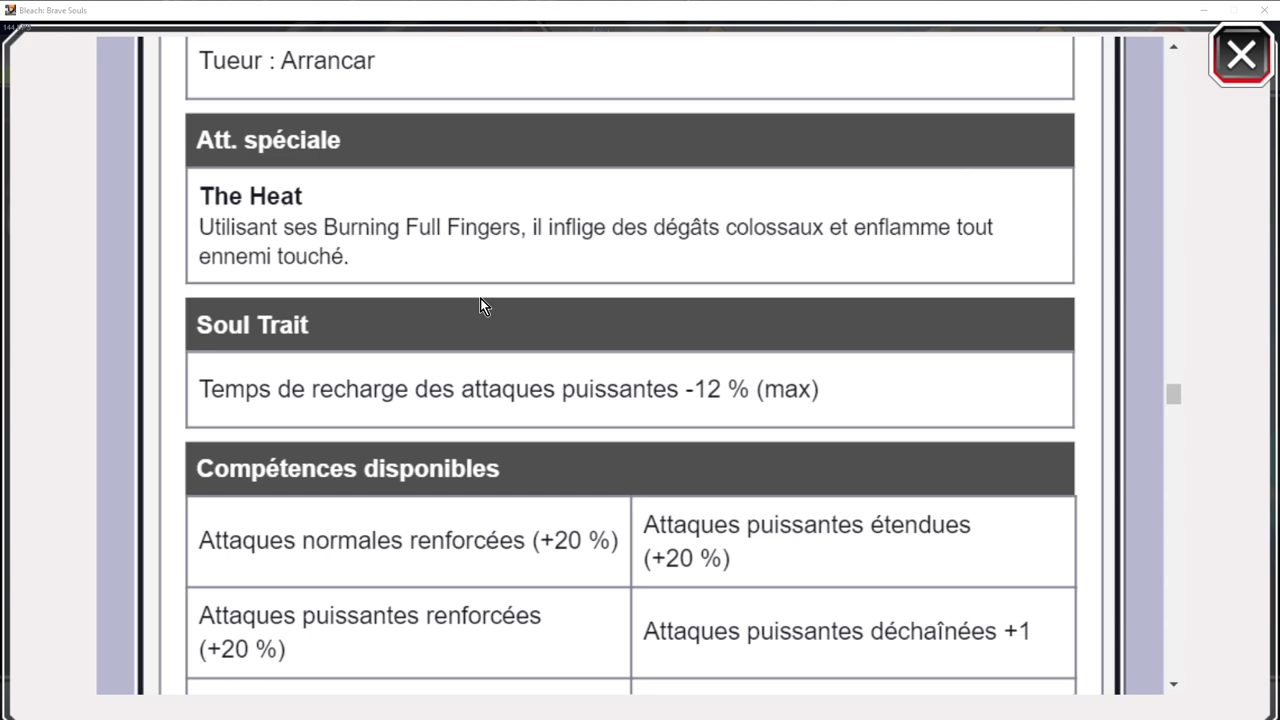 Bleach: Brave Souls
Tueur : Arrancar
Att. spéciale
The Heat
Utilisant ses Burning Full Fingers, il inflige des dégâts colossaux et enflamme tout
ennemi touché.
Soul Trait
Temps de recharge des attaques puissantes -12 % (max)
Compétences disponibles
Attaques normales renforcées (+20 %)
Attaques puissantes étendues
(+20 %)
Attaques puissantes renforcées
(+20 %)
Attaques puissantes déchaînées +1